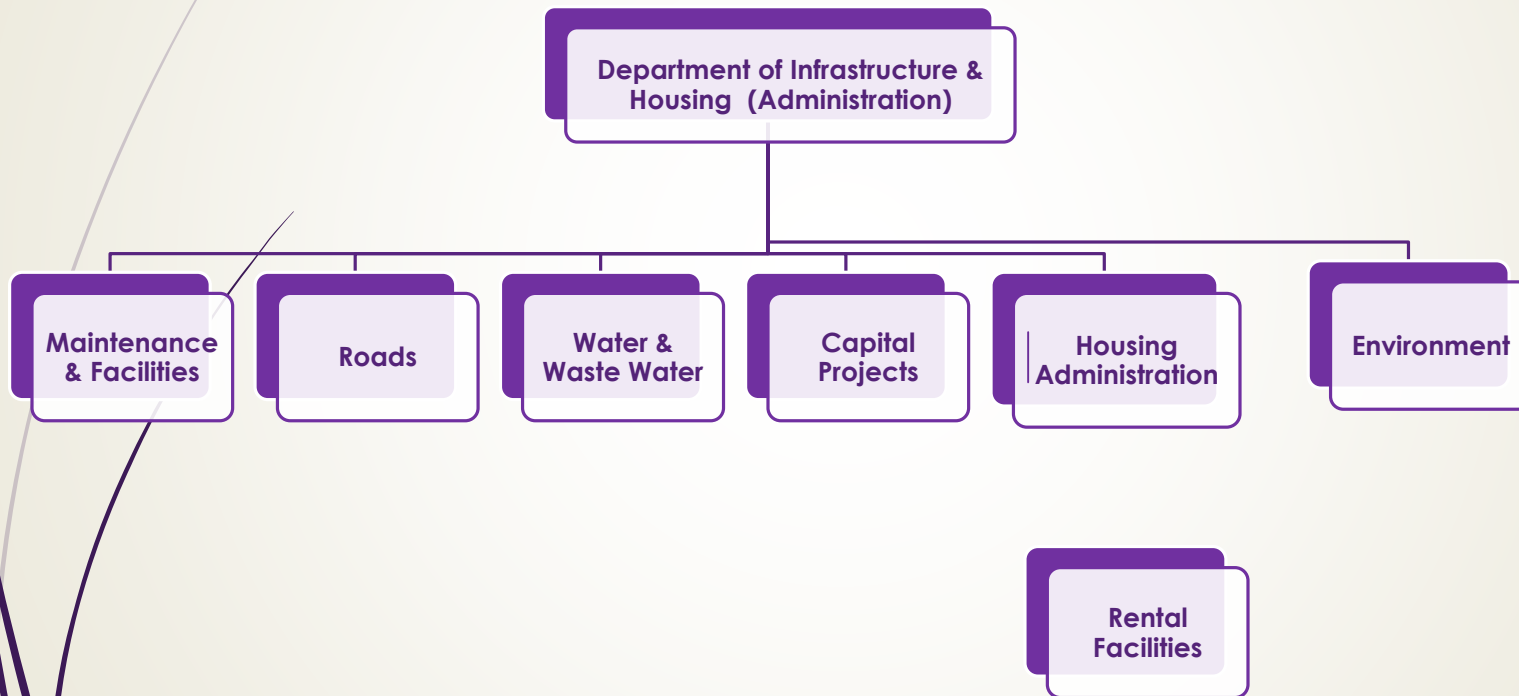 Department of Infrastructure &
Housing  (Administration)
Maintenance
& Facilities
Roads
Water &
Waste Water
Capital
Projects
Housing
Administration
Environment
Rental
Facilities